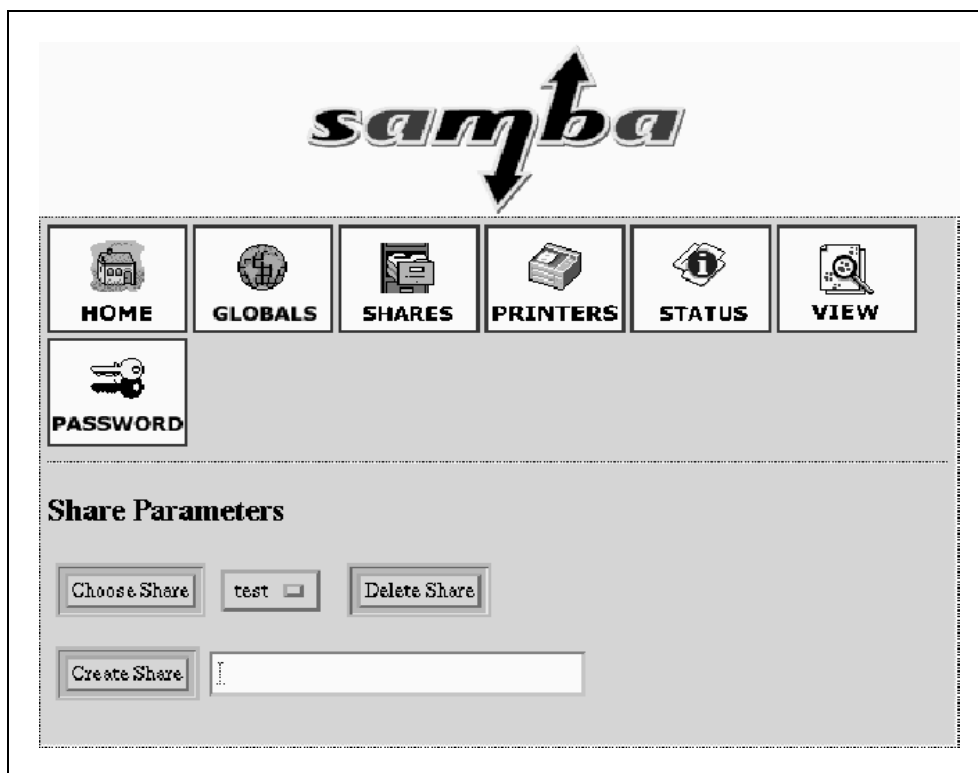 samba
HOME GLOBALS SHARES PRINTERS STATUS VIEW
PASSWORD
Share Parameters
Choose Share test Delete Share
Create Share